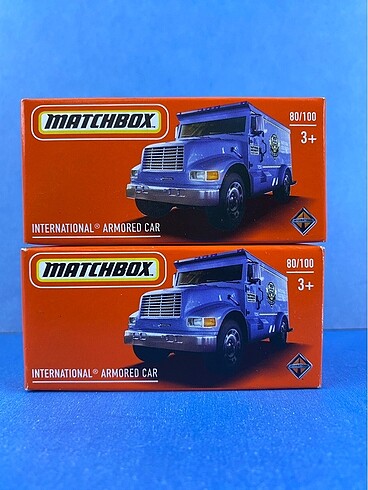 MATCHBOX
80/100
3+
INTERNATIONAL® ARMORED CAR
MATCHBOX
80/100
3+
INTERNATIONAL® ARMORED CAR